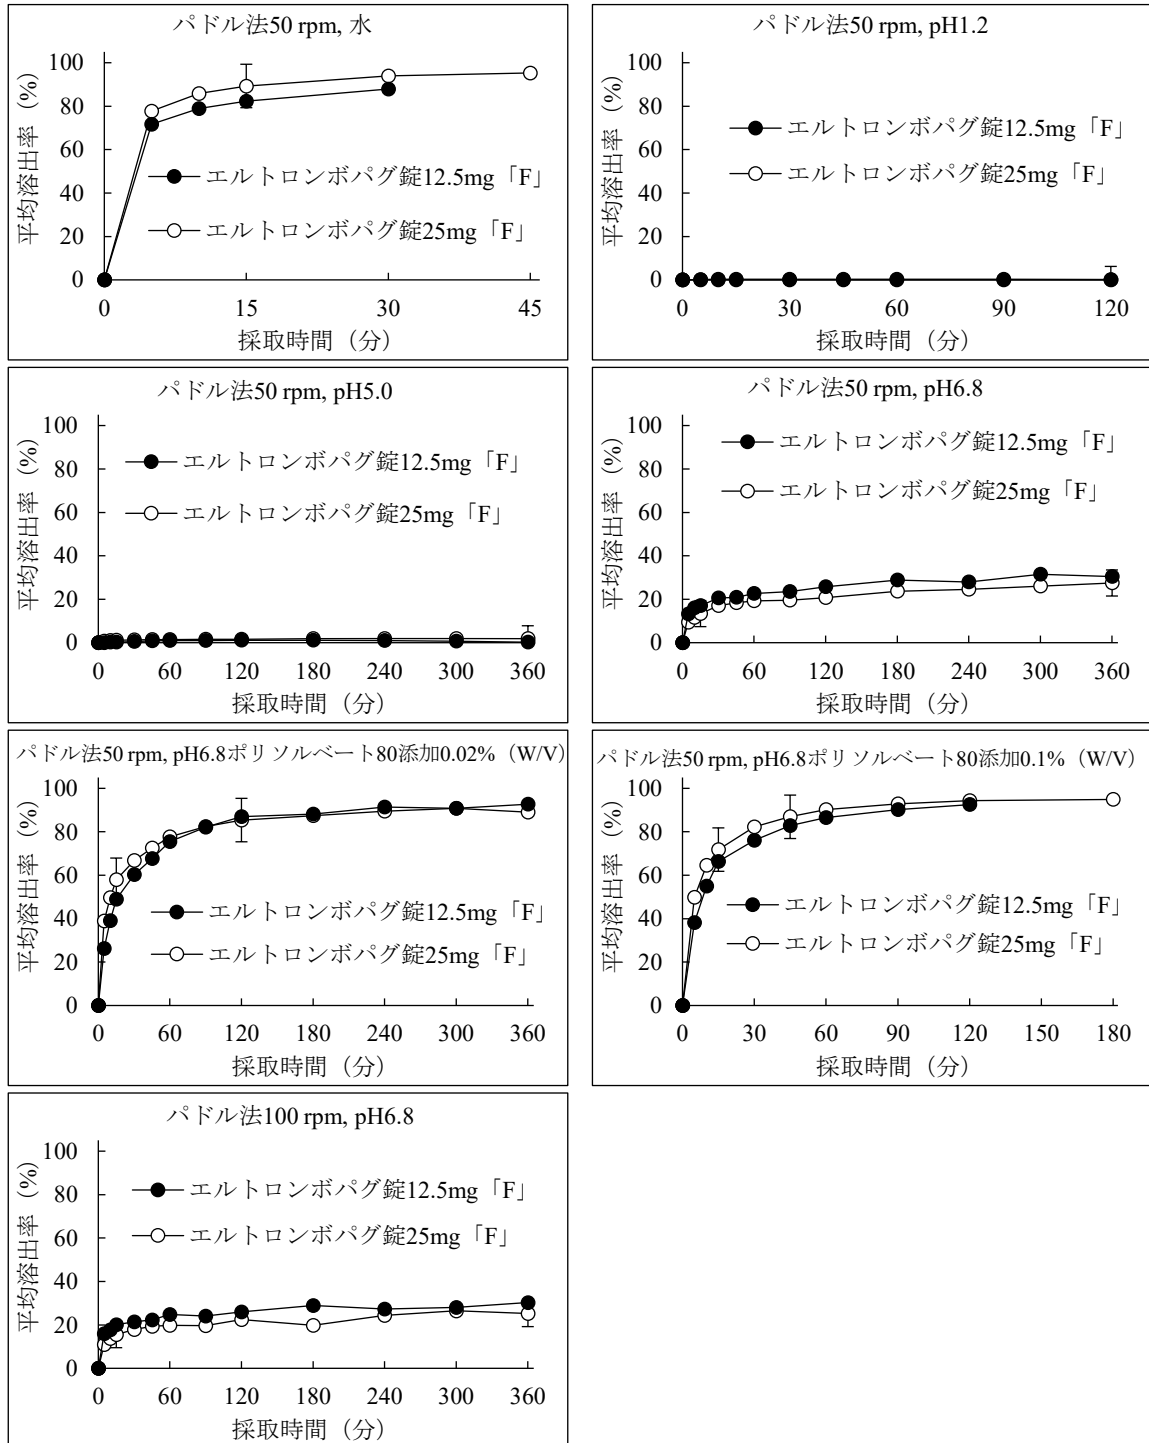 パドル法50 rpm, 水
平均溶出率（%）
100
80
60
40
20
0
エルトロンボパグ錠12.5mg「F」
エルトロンボパグ錠25mg「F」
0 15 30 45
採取時間（分）
パドル法50 rpm, pH1.2
平均溶出率（%）
100
80
60
40
20
0
エルトロンボパグ錠12.5mg「F」
エルトロンボパグ錠25mg「F」
0 30 60 90 120
採取時間（分）
パドル法50 rpm, pH5.0
平均溶出率（%）
100
80
60
40
20
0
エルトロンボパグ錠12.5mg「F」
エルトロンボパグ錠25mg「F」
0 60 120 180 240 300 360
採取時間（分）
パドル法50 rpm, pH6.8
平均溶出率（%）
100
80
60
40
20
0
エルトロンボパグ錠12.5mg「F」
エルトロンボパグ錠25mg「F」
0 60 120 180 240 300 360
採取時間（分）
パドル法50 rpm, pH6.8ポリソルベート80添加0.02%（W/V）
平均溶出率（%）
100
80
60
40
20
0
エルトロンボパグ錠12.5mg「F」
エルトロンボパグ錠25mg「F」
0 60 120 180 240 300 360
採取時間（分）
パドル法50 rpm, pH6.8ポリソルベート80添加0.1%（W/V）
平均溶出率（%）
100
80
60
40
20
0
エルトロンボパグ錠12.5mg「F」
エルトロンボパグ錠25mg「F」
0 30 60 90 120 150 180
採取時間（分）
パドル法100 rpm, pH6.8
平均溶出率（%）
100
80
60
40
20
0
エルトロンボパグ錠12.5mg「F」
エルトロンボパグ錠25mg「F」
0 60 120 180 240 300 360
採取時間（分）